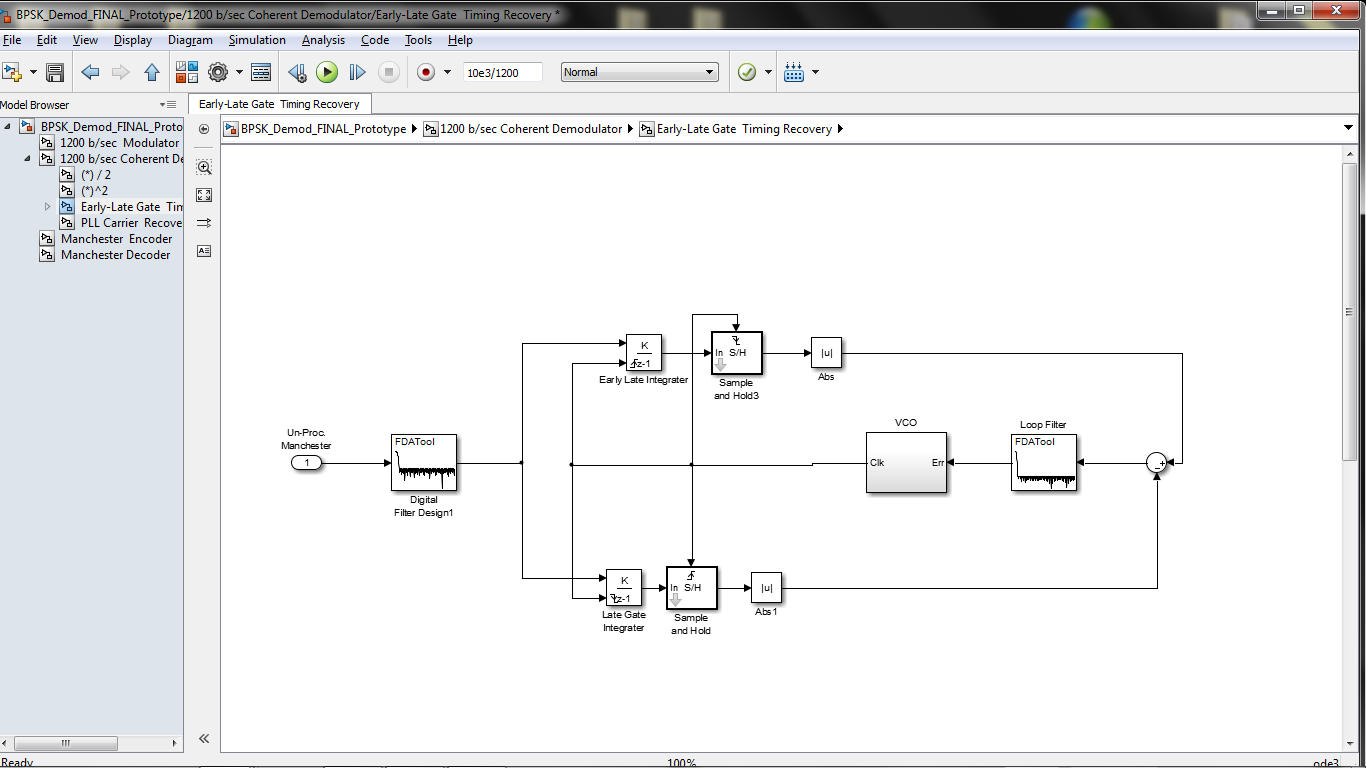 BPSK_Demod_FINAL_Prototype/1200 b/sec Coherent Demodulator/Early-Late Gate  Timing Recovery *
File Edit View Display Diagram Simulation Analysis Code Tools Help
10e3/1200 Normal
Model Browser
Early-Late Gate  Timing Recovery
BPSK_Demod_FINAL_Prototype 1200 b/sec Coherent Demodulator Early-Late Gate  Timing Recovery
BPSK_Demod_FINAL_Proto
1200 b/sec  Modulator
1200 b/sec Coherent De
(*) / 2
(*)^2
Early-Late Gate  Tim
PLL Carrier  Recove
Manchester  Encoder
Manchester Decoder
K
z-1
Early Late Integrater
In S/H
Sample
and Hold3
|u|
Abs
Un-Proc.
Manchester
1
FDATool
Digital
Filter Design1
VCO
Clk Err
Loop Filter
FDATool
-+
K
z-1
Late Gate
Integrater
In S/H
Sample
and Hold
|u|
Abs1
Ready 100% ode3